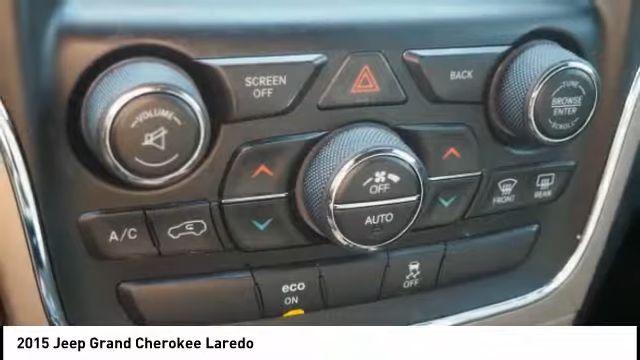 SCREEN
OFF
BACK
VOLUME
TUNE
BROWSE
ENTER
SCROLL
OFF
AUTO
FRONT
REAR
A/C
eco
ON
OFF
2015 Jeep Grand Cherokee Laredo